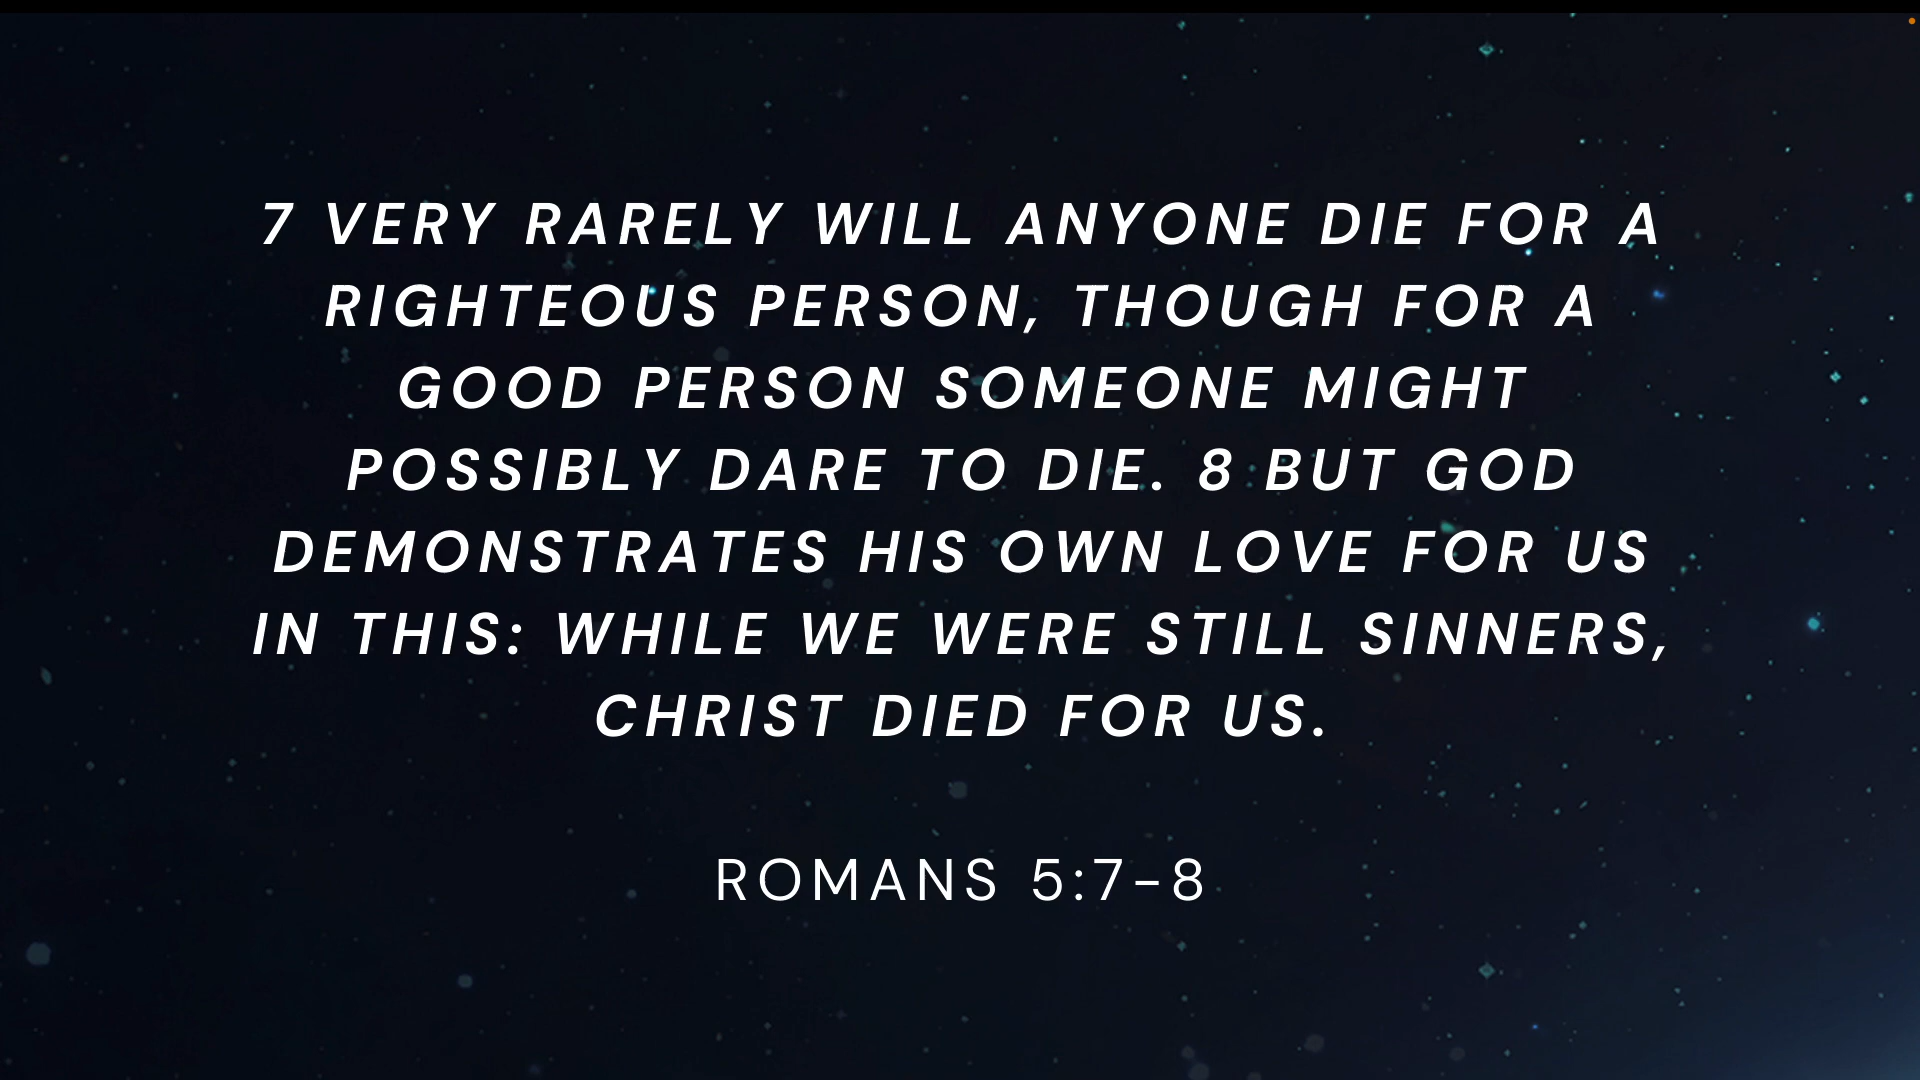 7 VERY RARELY WILL ANYONE DIE FOR A
RIGHTEOUS PERSON, THOUGH FOR A
GOOD PERSON SOMEONE MIGHT
POSSIBLY DARE TO DIE. 8 BUT GOD
DEMONSTRATES HIS OWN LOVE FOR US
IN THIS: WHILE WE WERE STILL SINNERS,
CHRIST DIED FOR US.
ROMANS 5:7-8